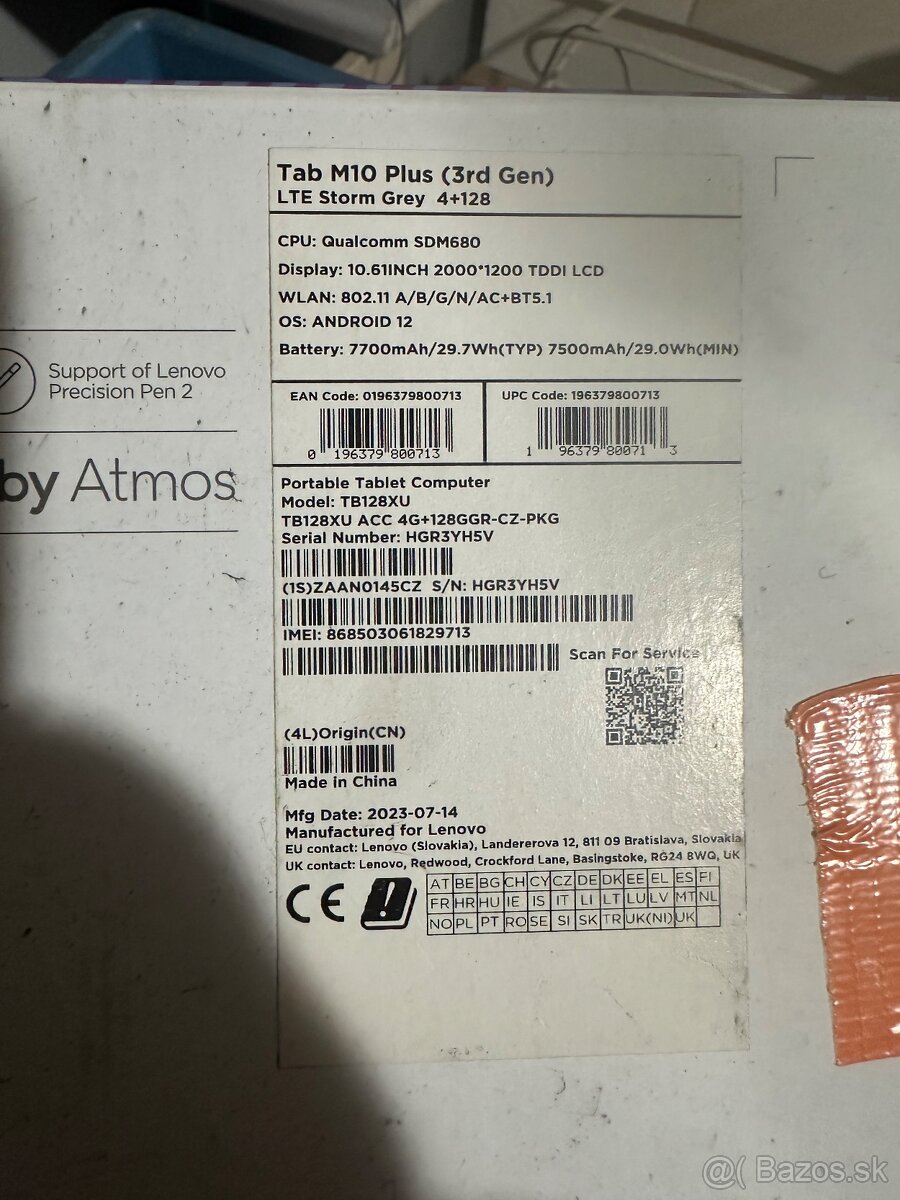 Tab M10 Plus (3rd Gen)
LTE Storm Grey 4+128
CPU: Qualcomm SDM680
Display: 10.61INCH 2000*1200 TDDI LCD
WLAN: 802.11 A/B/G/N/AC+BT5.1
OS: ANDROID 12
Battery: 7700mAh/29.7Wh(TYP) 7500mAh/29.0Wh(MIN)
Support of Lenovo
Precision Pen 2
by Atmos
EAN Code: 0196379800713
0 196379 800713
UPC Code: 196379800713
1 96379 80071 3
Portable Tablet Computer
Model: TB128XU
TB128XU ACC 4G+128GGR-CZ-PKG
Serial Number: HGR3YH5V
(1S)ZAAN0145CZ S/N: HGR3YH5V
IMEI: 868503061829713
Scan For Service
(4L)Origin(CN)
Made in China
Mfg Date: 2023-07-14
Manufactured for Lenovo
EU contact: Lenovo (Slovakia), Landererova 12, 811 09 Bratislava, Slovakia
UK contact: Lenovo, Redwood, Crockford Lane, Basingstoke, RG24 8WQ, UK
CE
AT BE BG CH CY CZ DE DK EE EL ES FI
FR HR HU IE IS IT LI LT LU LV MT NL
NO PL PT RO SE SI SK TR UK(NI) UK
@( Bazos.sk